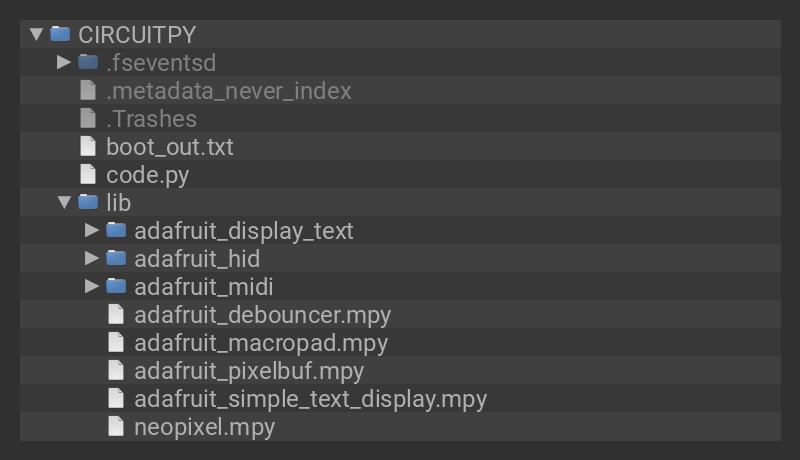 CIRCUITPY
.fseventsd
.metadata_never_index
.Trashes
boot_out.txt
code.py
lib
adafruit_display_text
adafruit_hid
adafruit_midi
adafruit_debouncer.mpy
adafruit_macropad.mpy
adafruit_pixelbuf.mpy
adafruit_simple_text_display.mpy
neopixel.mpy